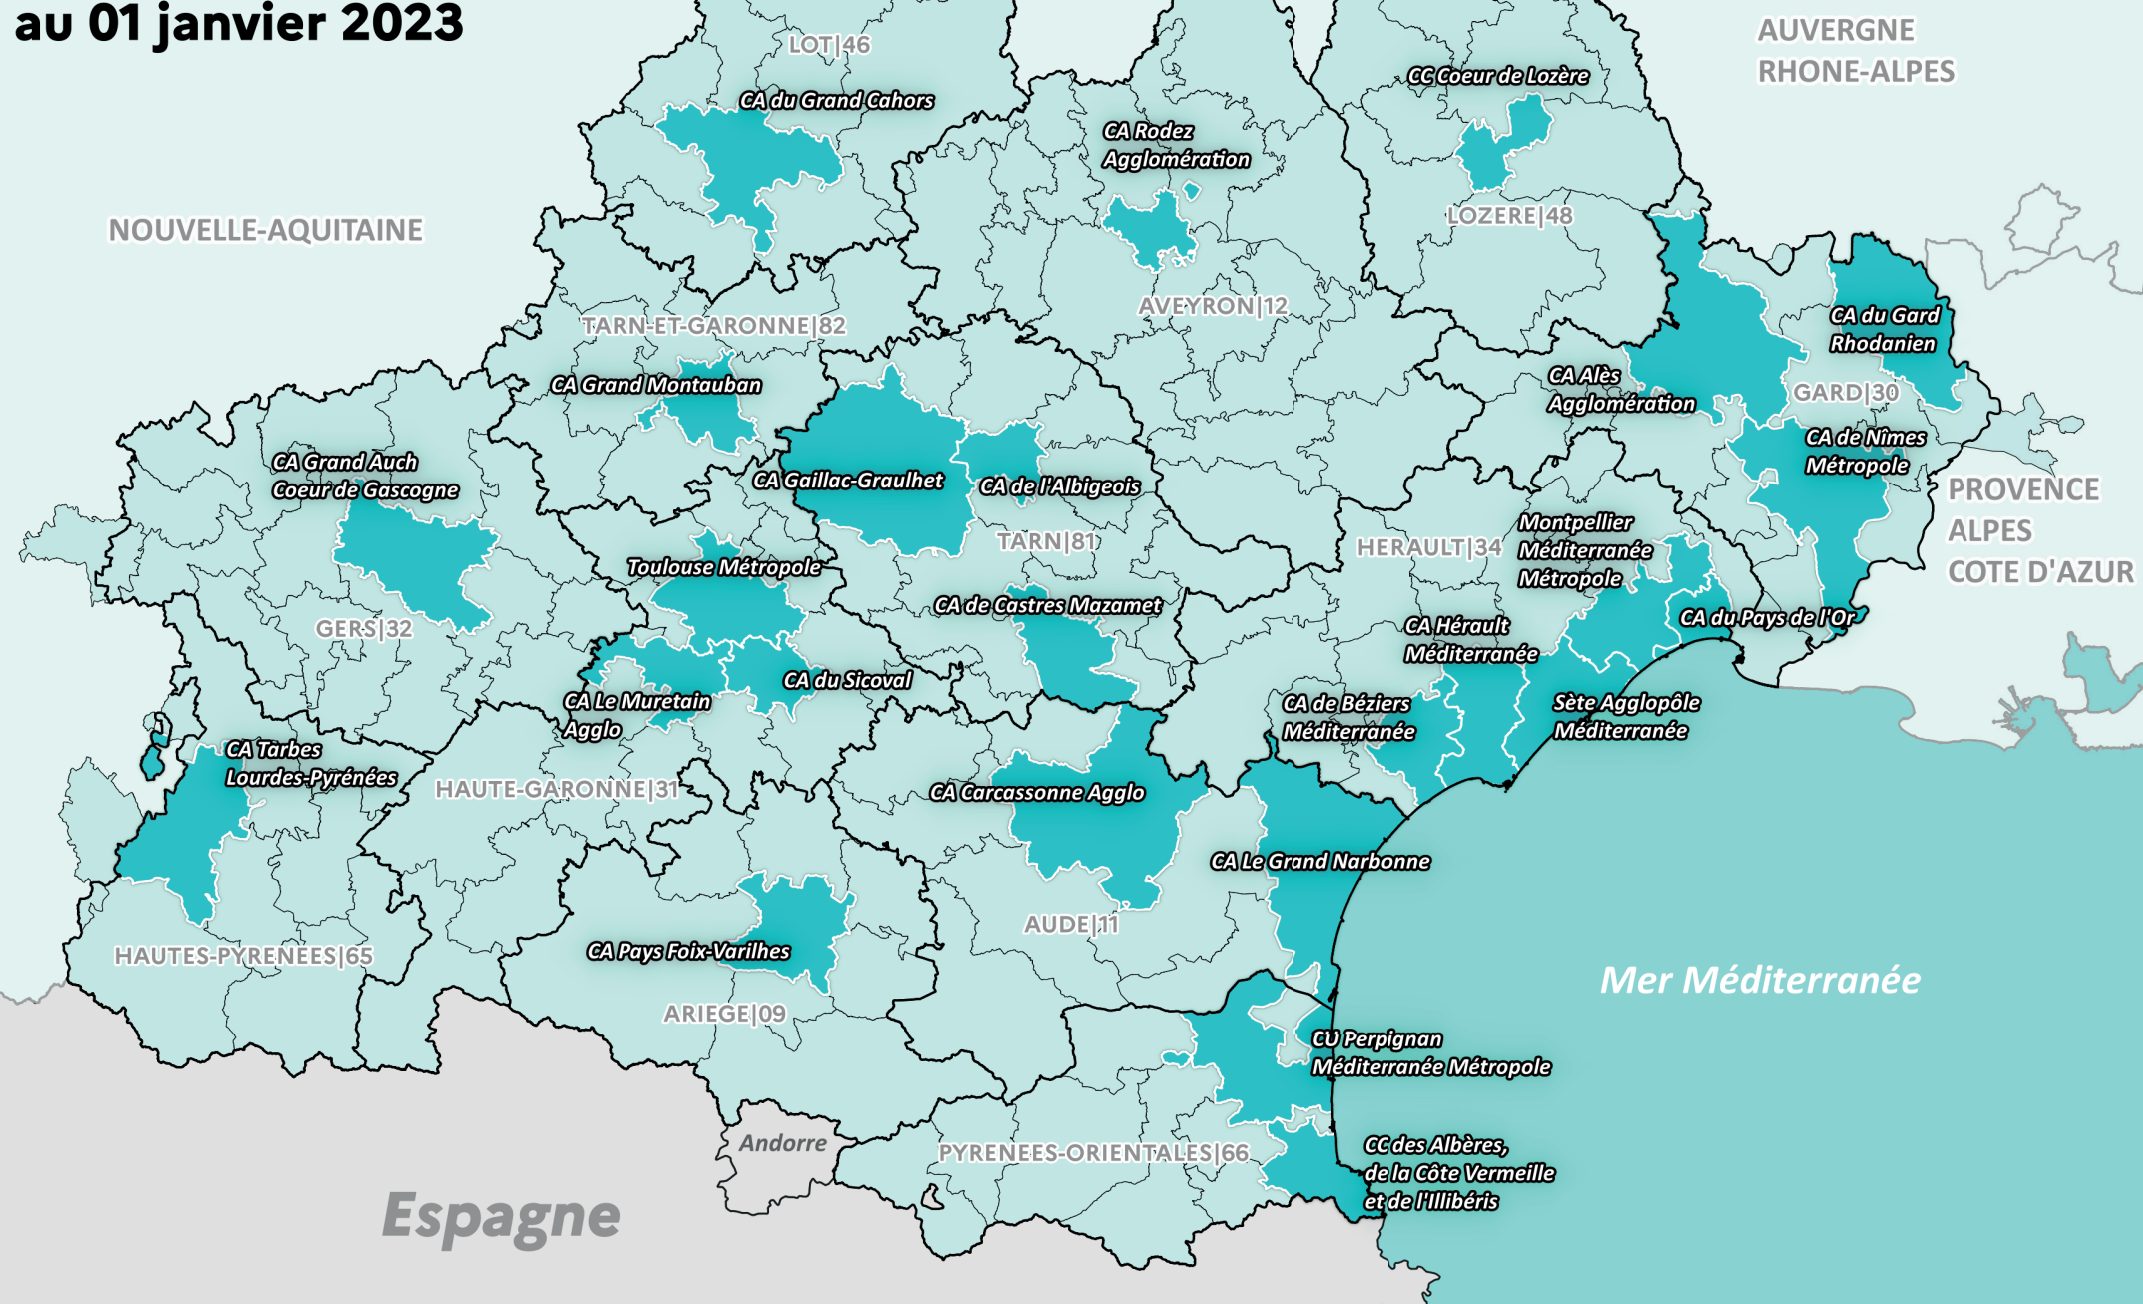 au 01 janvier 2023
LOT|46
AUVERGNE
RHONE-ALPES
CC Coeur de Lozère
CA du Grand Cahors
CA Rodez
Agglomération
LOZERE|48
NOUVELLE-AQUITAINE
AVEYRON|12
TARN-ET-GARONNE|82
CA du Gard
Rhodanien
CA Grand Montauban
CA Alès
Agglomération
GARD|30
CA de Nîmes
Métropole
CA Grand Auch
Coeur de Gascogne
CA Gaillac-Graulhet
CA de l'Albigeois
PROVENCE
ALPES
COTE D'AZUR
Montpellier
Méditerranée
Métropole
TARN|81
HERAULT|34
Toulouse Métropole
CA de Castres Mazamet
CA du Pays de l'Or
GERS|32
CA Hérault
Méditerranée
CA du Sicoval
CA Le Muretain
Agglo
CA de Béziers
Méditerranée
Sète Agglopôle
Méditerranée
CA Tarbes
Lourdes-Pyrénées
HAUTE-GARONNE|31
CA Carcassonne Agglo
CA Le Grand Narbonne
AUDE|11
CA Pays Foix-Varilhes
HAUTES-PYRENEES|65
Mer Méditerranée
ARIEGE|09
CU Perpignan
Méditerranée Métropole
Andorre
PYRENEES-ORIENTALES|66
CC des Albères,
de la Côte Vermeille
et de l'Illibéris
Espagne